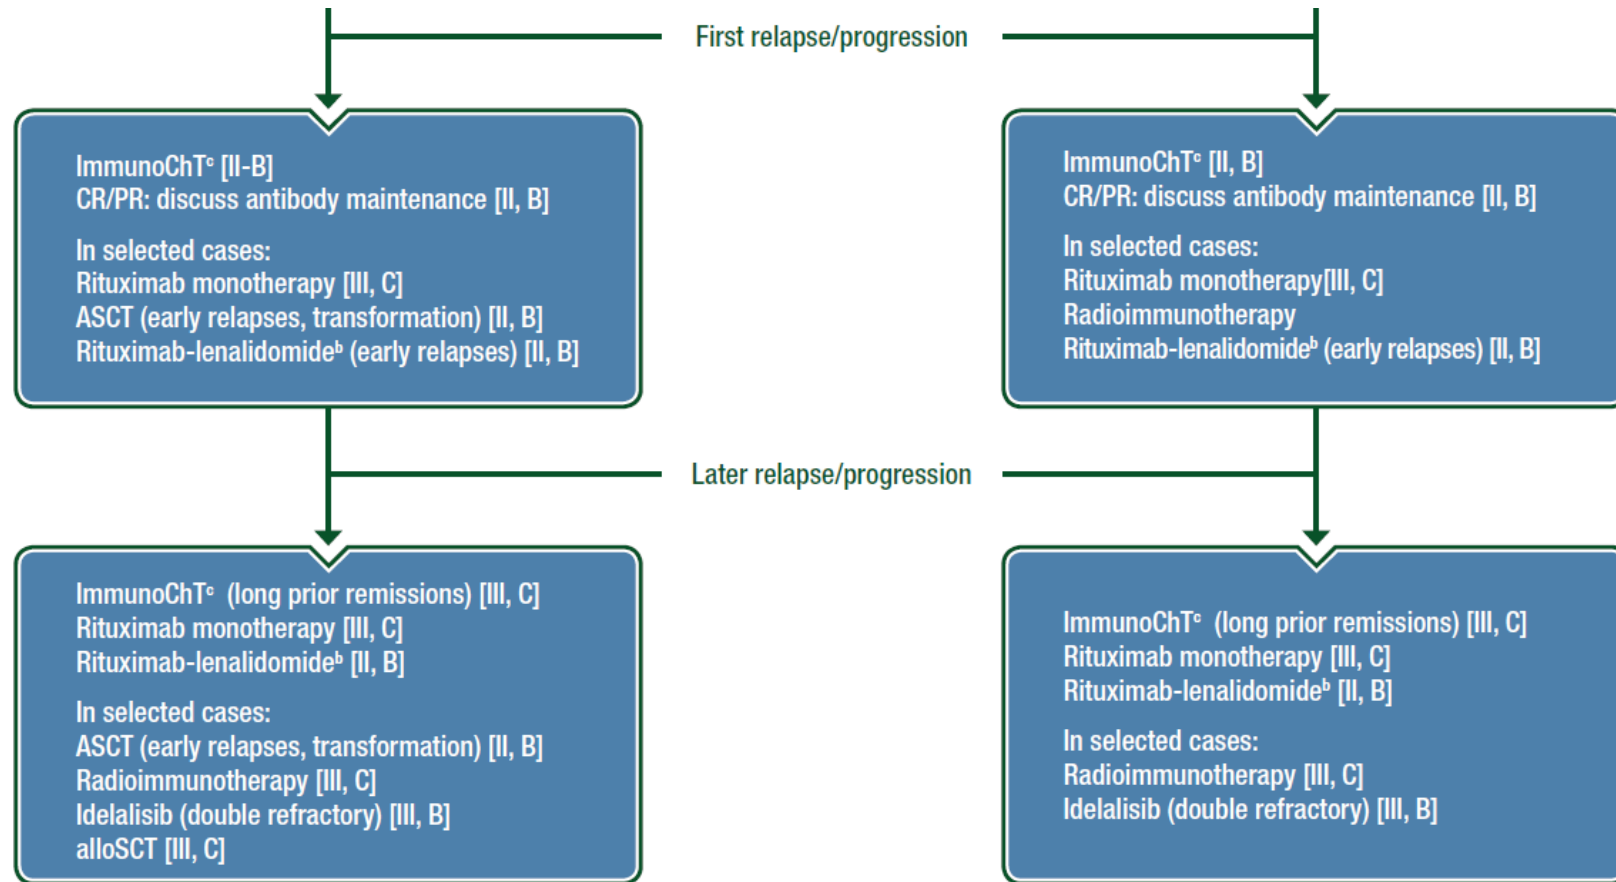 First relapse/progression
ImmunoChTᶜ [II-B]
CR/PR: discuss antibody maintenance [II, B]
In selected cases:
Rituximab monotherapy [III, C]
ASCT (early relapses, transformation) [II, B]
Rituximab-lenalidomideᵇ (early relapses) [II, B]
ImmunoChTᶜ [II, B]
CR/PR: discuss antibody maintenance [II, B]
In selected cases:
Rituximab monotherapy[III, C]
Radioimmunotherapy
Rituximab-lenalidomideᵇ (early relapses) [II, B]
Later relapse/progression
ImmunoChTᶜ (long prior remissions) [III, C]
Rituximab monotherapy [III, C]
Rituximab-lenalidomideᵇ [II, B]
In selected cases:
ASCT (early relapses, transformation) [II, B]
Radioimmunotherapy [III, C]
Idelalisib (double refractory) [III, B]
alloSCT [III, C]
ImmunoChTᶜ (long prior remissions) [III, C]
Rituximab monotherapy [III, C]
Rituximab-lenalidomideᵇ [II, B]
In selected cases:
Radioimmunotherapy [III, C]
Idelalisib (double refractory) [III, B]